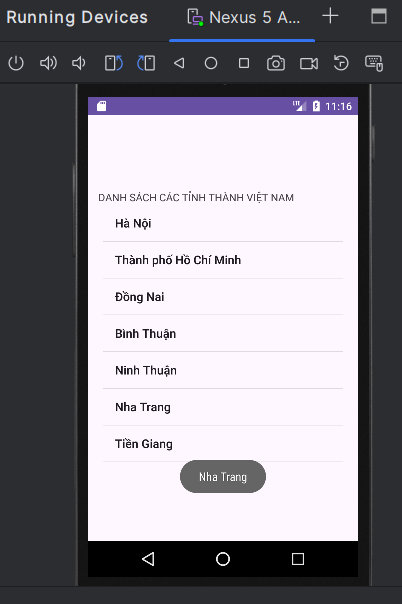 Running Devices
Nexus 5 A...
11:16
DANH SÁCH CÁC TỈNH THÀNH VIỆT NAM
Hà Nội
Thành phố Hồ Chí Minh
Đồng Nai
Bình Thuận
Ninh Thuận
Nha Trang
Tiền Giang
Nha Trang